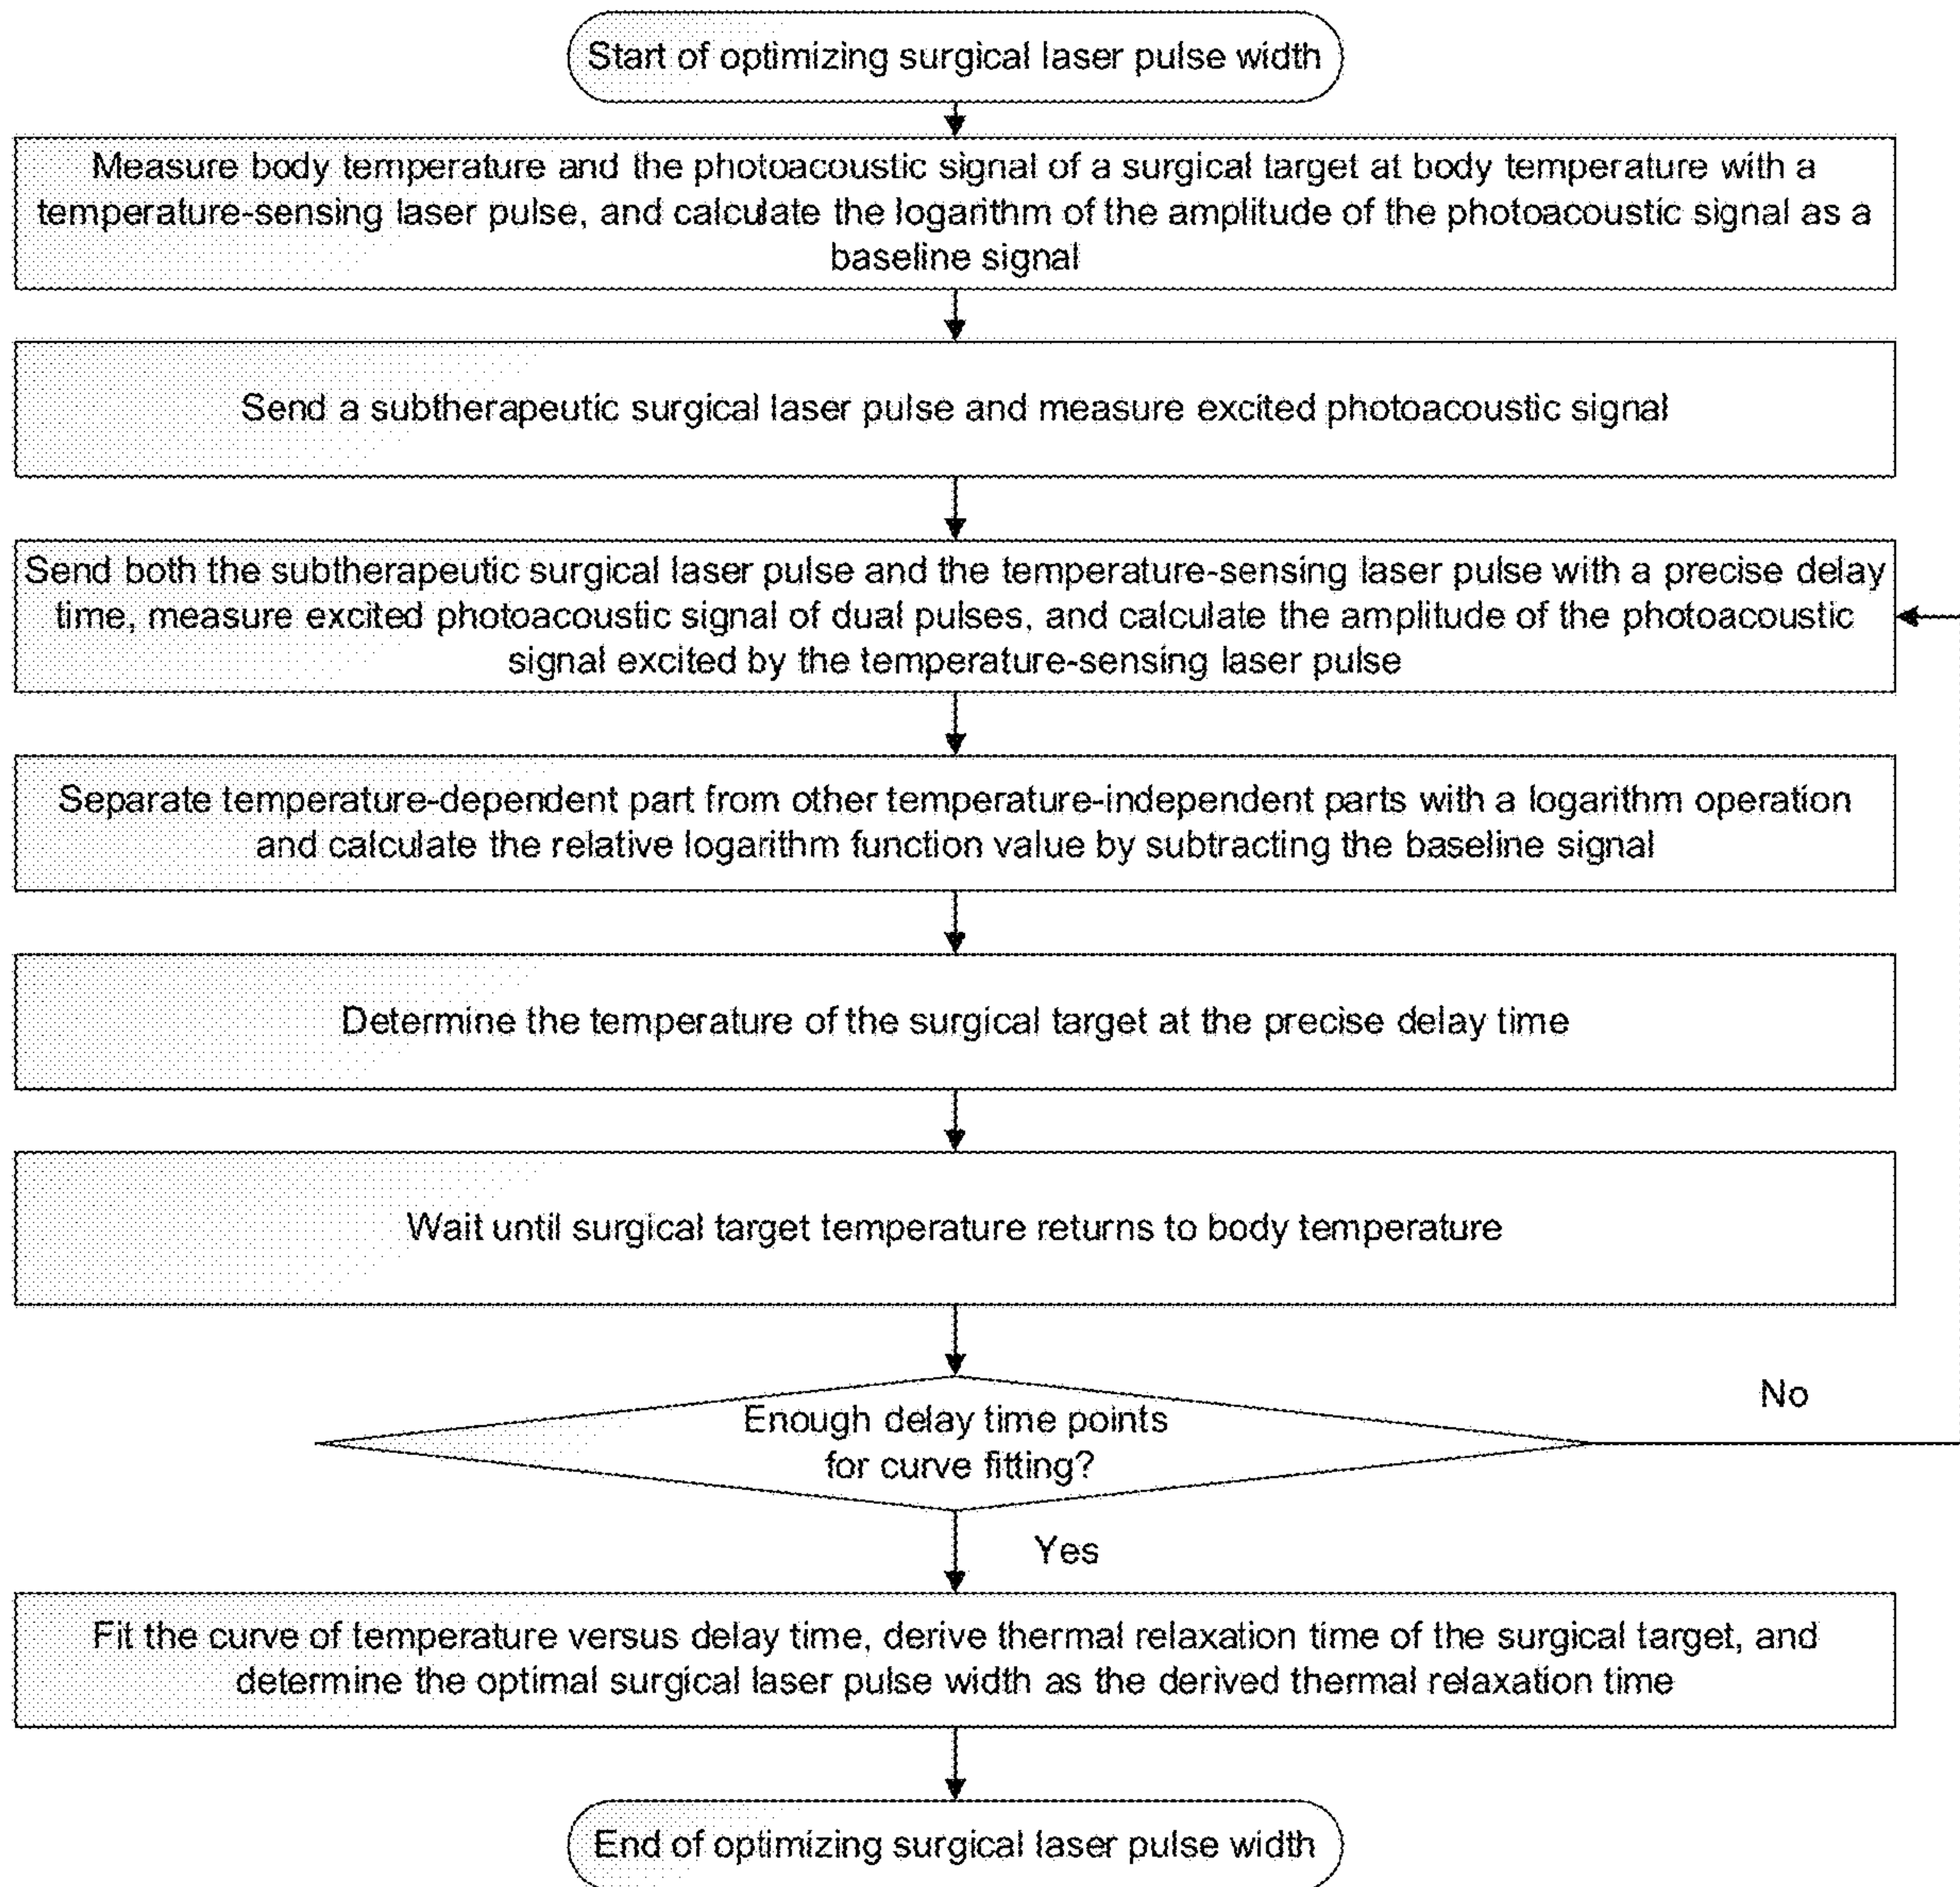 Start of optimizing surgical laser pulse width
Measure body temperature and the photoacoustic signal of a surgical target at body temperature with a
temperature-sensing laser pulse, and calculate the logarithm of the amplitude of the photoacoustic signal as a
baseline signal
Send a subtherapeutic surgical laser pulse and measure excited photoacoustic signal
Send both the subtherapeutic surgical laser pulse and the temperature-sensing laser pulse with a precise delay
time, measure excited photoacoustic signal of dual pulses, and calculate the amplitude of the photoacoustic
signal excited by the temperature-sensing laser pulse
Separate temperature-dependent part from other temperature-independent parts with a logarithm operation
and calculate the relative logarithm function value by subtracting the baseline signal
Determine the temperature of the surgical target at the precise delay time
Wait until surgical target temperature returns to body temperature
Enough delay time points
for curve fitting?
No
Yes
Fit the curve of temperature versus delay time, derive thermal relaxation time of the surgical target, and
determine the optimal surgical laser pulse width as the derived thermal relaxation time
End of optimizing surgical laser pulse width